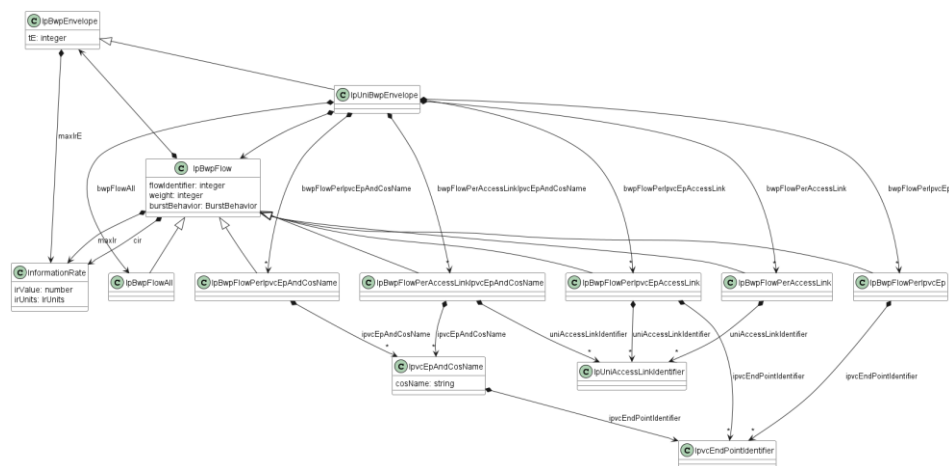 C IpBwpEnvelope
tE: integer
C IpUniBwpEnvelope
maxIrE
C IpBwpFlow
flowIdentifier: integer
weight: integer
burstBehavior: BurstBehavior
bwpFlowAll
bwpFlowPerIpvcEpAndCosName
bwpFlowPerAccessLinkIpvcEpAndCosName
bwpFlowPerIpvcEpAccessLink
bwpFlowPerAccessLink
bwpFlowPerIpvcEp
maxIr
cir
* * * * *
C InformationRate
irValue: number
irUnits: IrUnits
C IpBwpFlowAll
C IpBwpFlowPerIpvcEpAndCosName
C IpBwpFlowPerAccessLinkIpvcEpAndCosName
C IpBwpFlowPerIpvcEpAccessLink
C IpBwpFlowPerAccessLink
C IpBwpFlowPerIpvcEp
ipvcEpAndCosName
ipvcEpAndCosName
uniAccessLinkIdentifier
uniAccessLinkIdentifier
uniAccessLinkIdentifier
ipvcEndPointIdentifier
ipvcEndPointIdentifier
* * * * *
C IpvcEpAndCosName
cosName: string
C IpUniAccessLinkIdentifier
ipvcEndPointIdentifier
* * *
C IpvcEndPointIdentifier